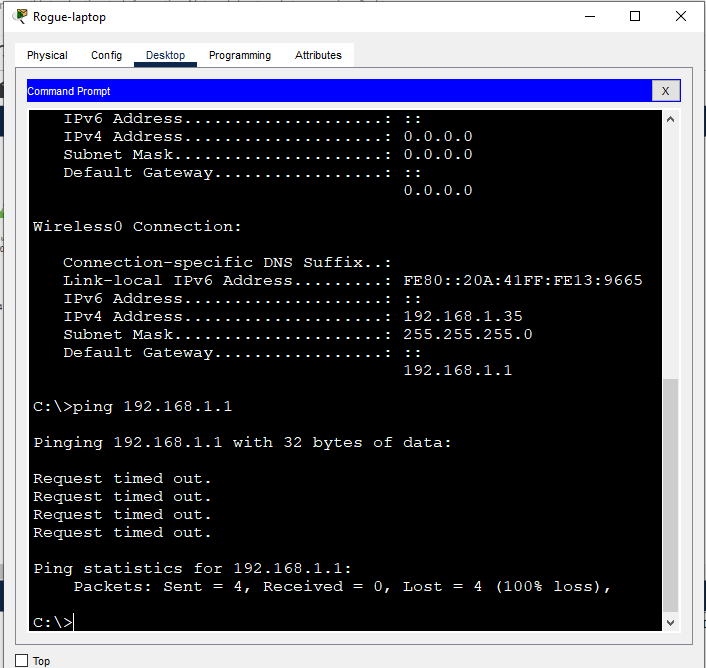 Rogue-laptop
Physical Config Desktop Programming Attributes
Command Prompt X
IPv6 Address....................: ::
IPv4 Address....................: 0.0.0.0
Subnet Mask.....................: 0.0.0.0
Default Gateway.................: ::
0.0.0.0
Wireless0 Connection:
Connection-specific DNS Suffix..:
Link-local IPv6 Address.........: FE80::20A:41FF:FE13:9665
IPv6 Address....................: ::
IPv4 Address....................: 192.168.1.35
Subnet Mask.....................: 255.255.255.0
Default Gateway.................: ::
192.168.1.1
C:\>ping 192.168.1.1
Pinging 192.168.1.1 with 32 bytes of data:
Request timed out.
Request timed out.
Request timed out.
Request timed out.
Ping statistics for 192.168.1.1:
Packets: Sent = 4, Received = 0, Lost = 4 (100% loss),
C:\>
Top